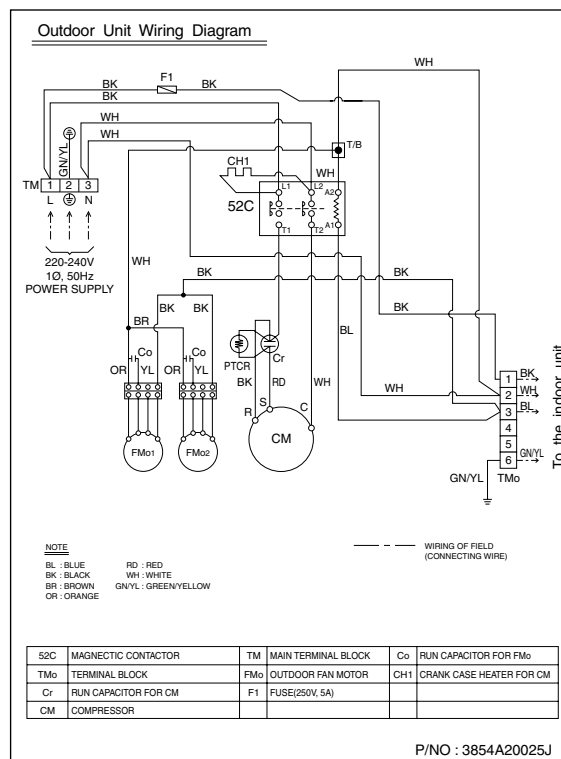 Outdoor Unit Wiring Diagram
WH
F1
BK
BK
BK
WH
WH
T/B
CH1
WH
GN/YL
TM 1 2 3
L N
L1 L2 A2
52C
T1 T2 A1
220-240V
1Ø, 50Hz
POWER SUPPLY
WH
BK
BK
BK
BK
BK
BL
BR
Co
Co
OR YL
OR YL
PTCR
Cr
BK
RD
WH
WH
R S C
CM
FMo1
FMo2
1 BK
2 WH
3 BL
4
5
6 GN/YL
GN/YL
TMo
To the indoor unit
NOTE
BL : BLUE RD : RED
BK : BLACK WH : WHITE
BR : BROWN GN/YL : GREEN/YELLOW
OR : ORANGE
WIRING OF FIELD
(CONNECTING WIRE)
52C MAGNECTIC CONTACTOR TM MAIN TERMINAL BLOCK Co RUN CAPACITOR FOR FMo
TMo TERMINAL BLOCK FMo OUTDOOR FAN MOTOR CH1 CRANK CASE HEATER FOR CM
Cr RUN CAPACITOR FOR CM F1 FUSE(250V, 5A)
CM COMPRESSOR
P/NO : 3854A20025J